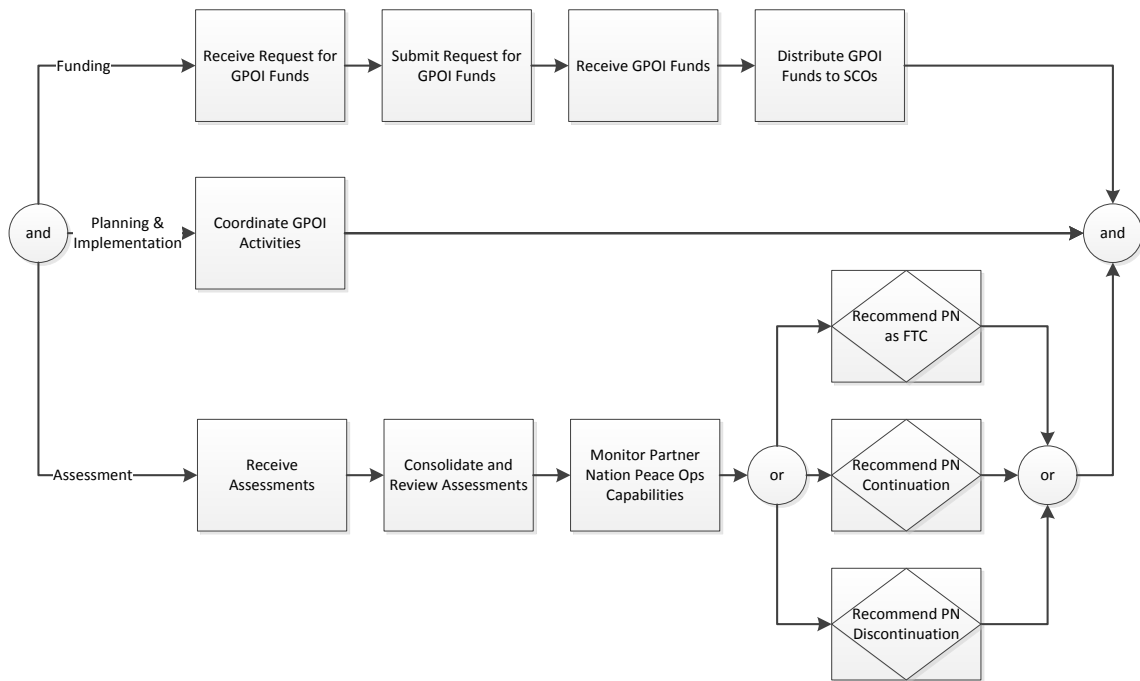 Funding
Receive Request for
GPOI Funds
Submit Request for
GPOI Funds
Receive GPOI Funds
Distribute GPOI
Funds to SCOs
and
Planning &
Implementation
Coordinate GPOI
Activities
and
Recommend PN
as FTC
Assessment
Receive
Assessments
Consolidate and
Review Assessments
Monitor Partner
Nation Peace Ops
Capabilities
or
Recommend PN
Continuation
or
Recommend PN
Discontinuation